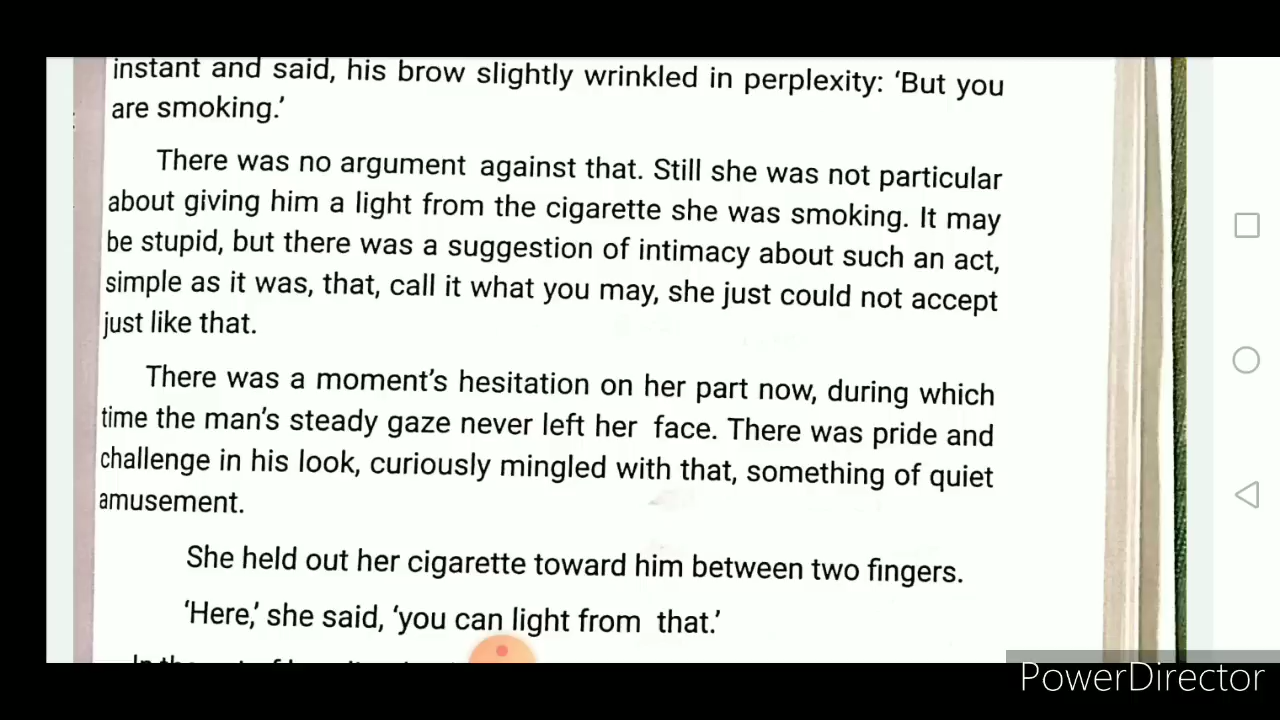 instant and said, his brow slightly wrinkled in perplexity: ‘But you
are smoking.’
There was no argument against that. Still she was not particular
about giving him a light from the cigarette she was smoking. It may
be stupid, but there was a suggestion of intimacy about such an act,
simple as it was, that, call it what you may, she just could not accept
just like that.
There was a moment’s hesitation on her part now, during which
time the man’s steady gaze never left her face. There was pride and
challenge in his look, curiously mingled with that, something of quiet
amusement.
She held out her cigarette toward him between two fingers.
‘Here,’ she said, ‘you can light from that.’
PowerDirector